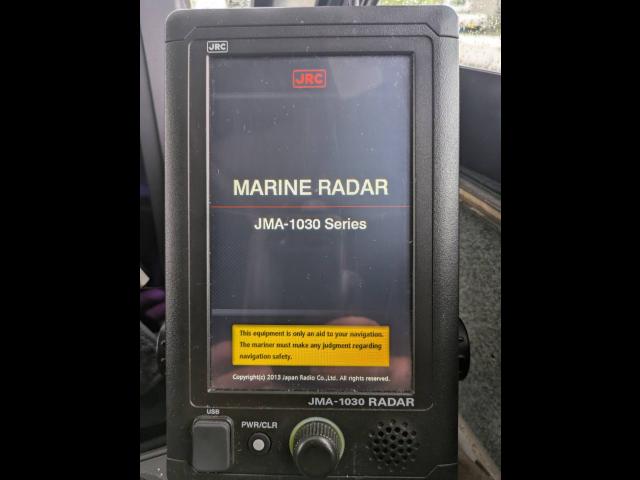 JRC
JRC
MARINE RADAR
JMA-1030 Series
This equipment is only an aid to your navigation.
The mariner must make any judgment regarding
navigation safety.
Copyright(c) 2013 Japan Radio Co.,Ltd. All rights reserved.
JMA-1030 RADAR
USB
PWR/CLR